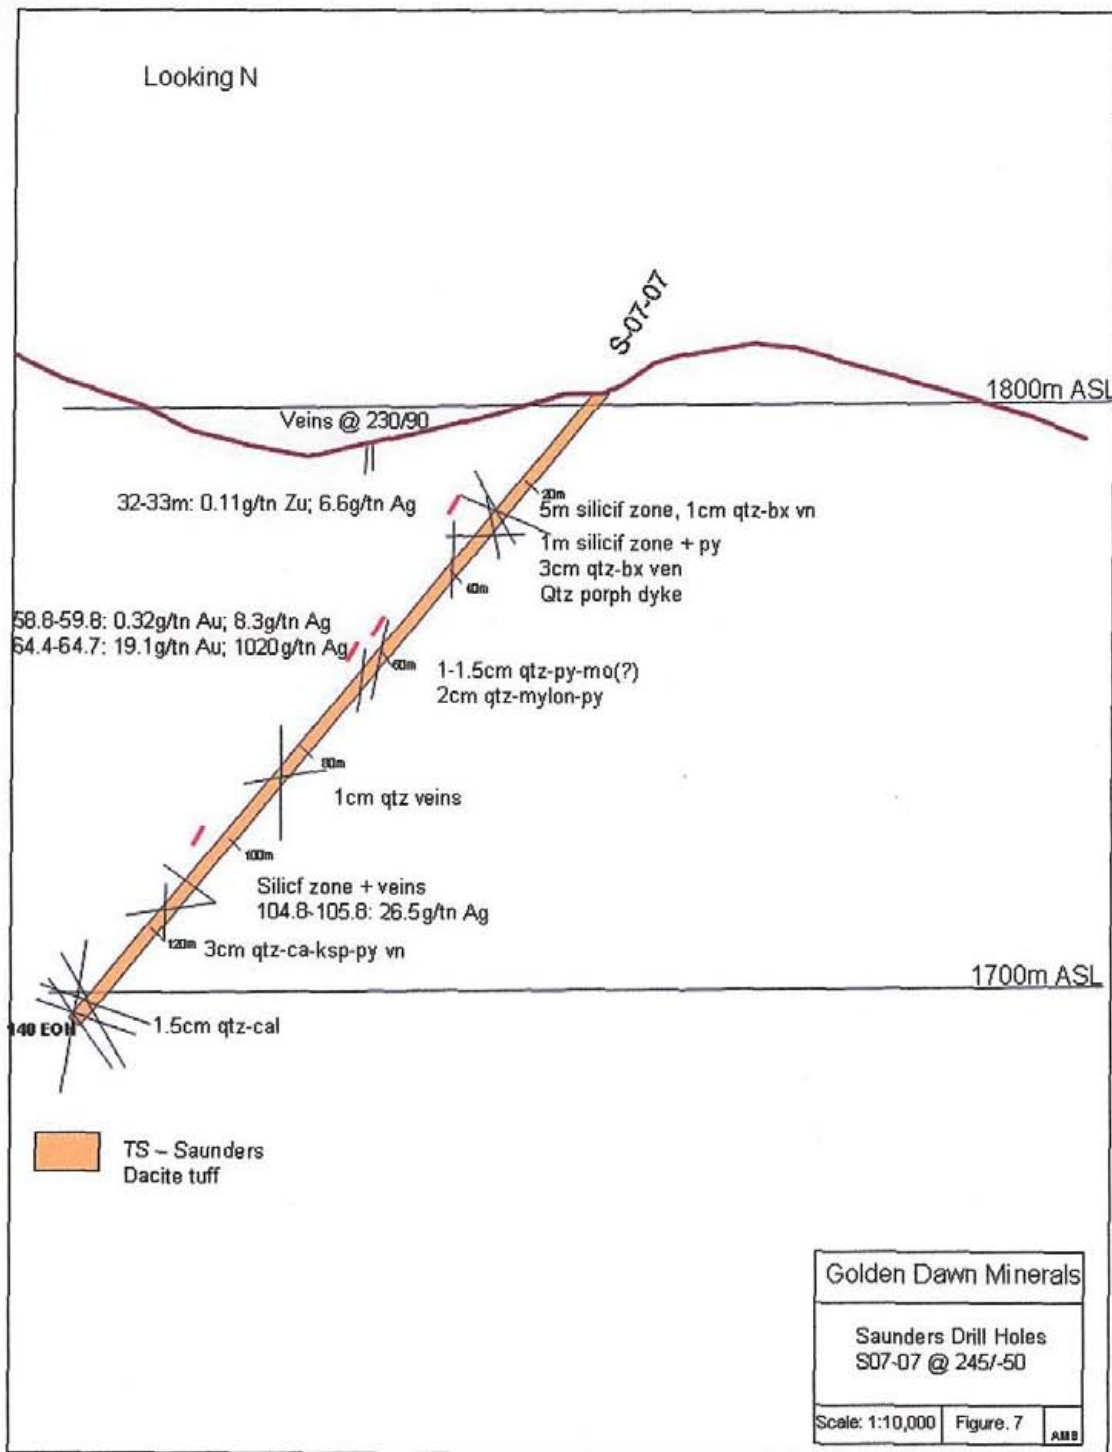 Looking N
S-07-07
1800m ASL
Veins @ 230/90
32-33m: 0.11g/tn Zu; 6.6g/tn Ag
20m
5m silicif zone, 1cm qtz-bx vn
1m silicif zone + py
3cm qtz-bx ven
Qtz porph dyke
40m
58.8-59.8: 0.32g/tn Au; 8.3g/tn Ag
64.4-64.7: 19.1g/tn Au; 1020g/tn Ag
60m
1-1.5cm qtz-py-mo(?)
2cm qtz-mylon-py
80m
1cm qtz veins
100m
Silicf zone + veins
104.8-105.8: 26.5g/tn Ag
120m
3cm qtz-ca-ksp-py vn
1700m ASL
140 EOH
1.5cm qtz-cal
TS – Saunders
Dacite tuff
Golden Dawn Minerals
Saunders Drill Holes
S07-07 @ 245/-50
Scale: 1:10,000
Figure. 7
AMB